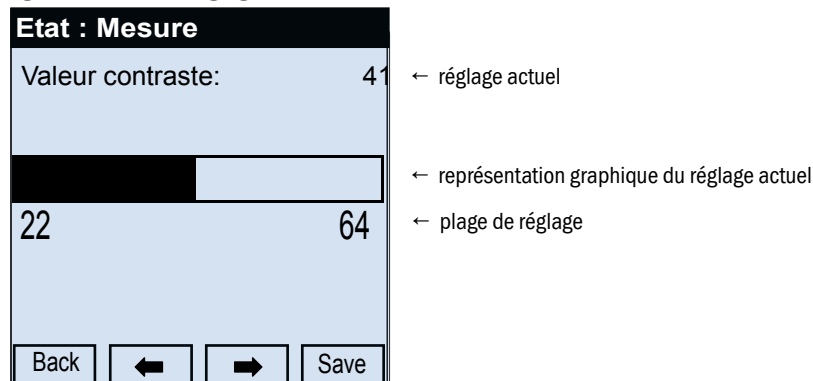 Etat : Mesure
Valeur contraste: 41 ← réglage actuel
← représentation graphique du réglage actuel
22 64 ← plage de réglage
Back ← → Save